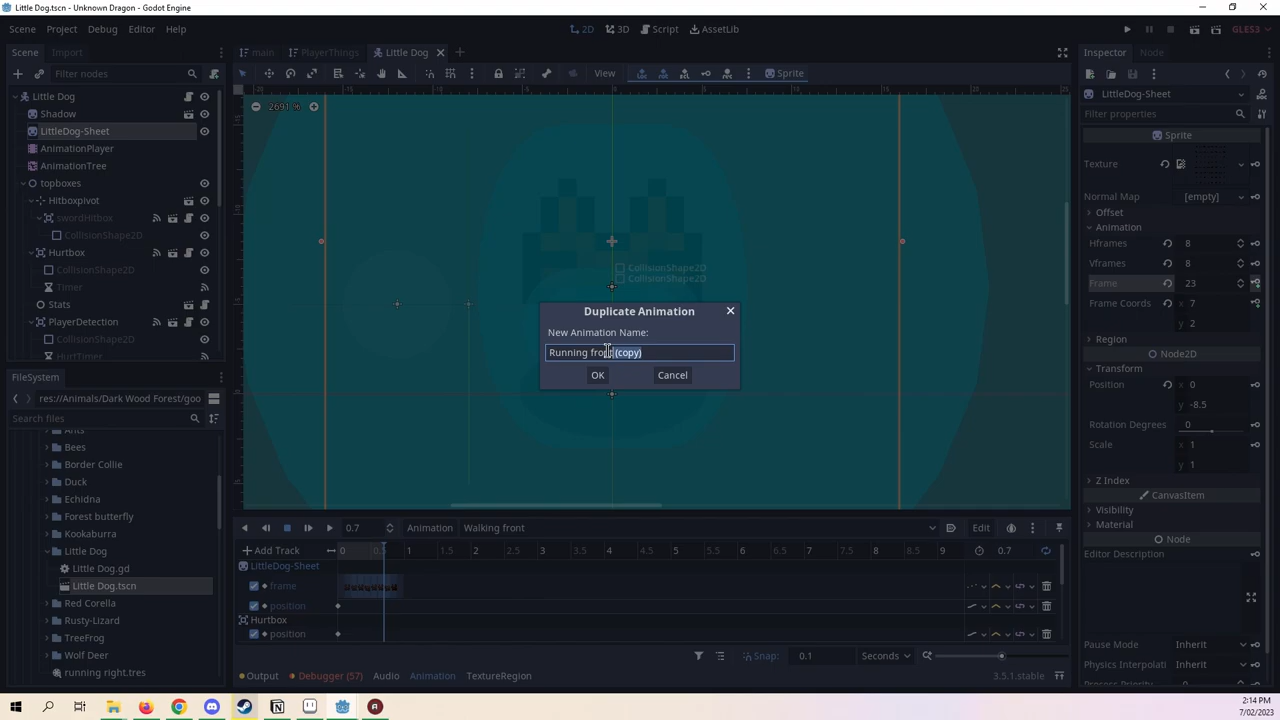 Little Dog.tscn - Unknown Dragon - Godot Engine
Scene Project Debug Editor Help
2D 3D Script AssetLib
GLES3
Scene Import
Filter nodes
Little Dog
Shadow
LittleDog-Sheet
AnimationPlayer
AnimationTree
topboxes
Hitboxpivot
swordHitbox
CollisionShape2D
Hurtbox
CollisionShape2D
Timer
Stats
PlayerDetection
CollisionShape2D
HurtTimer
FileSystem
res://Animals/Dark Wood Forest/goo
Search files
Ants
Bees
Border Collie
Duck
Echidna
Forest butterfly
Kookaburra
Little Dog
Little Dog.gd
Little Dog.tscn
Red Corella
Rusty-Lizard
TreeFrog
Wolf Deer
running right.tres
main PlayerThings Little Dog
View
Sprite
2691 %
CollisionShape2D
CollisionShape2D
Duplicate Animation
New Animation Name:
Running front (copy)
OK Cancel
0.7 Animation Walking front Edit
Add Track 0 0.5 1 1.5 2 2.5 3 3.5 4 4.5 5 5.5 6 6.5 7 7.5 8 8.5 9 0.7
LittleDog-Sheet
frame
position
Hurtbox
position
Snap: 0.1 Seconds
Output Debugger (57) Audio Animation TextureRegion 3.5.1.stable
Inspector Node
LittleDog-Sheet
Filter properties
Sprite
Texture
Normal Map [empty]
Offset
Animation
Hframes 8
Vframes 8
Frame 23
Frame Coords x 7
y 2
Region
Node2D
Transform
Position x 0
y -8.5
Rotation Degrees 0
Scale x 1
y 1
Z Index
CanvasItem
Visibility
Material
Node
Editor Description
Pause Mode Inherit
Physics Interpolati Inherit
2:14 PM
7/02/2023